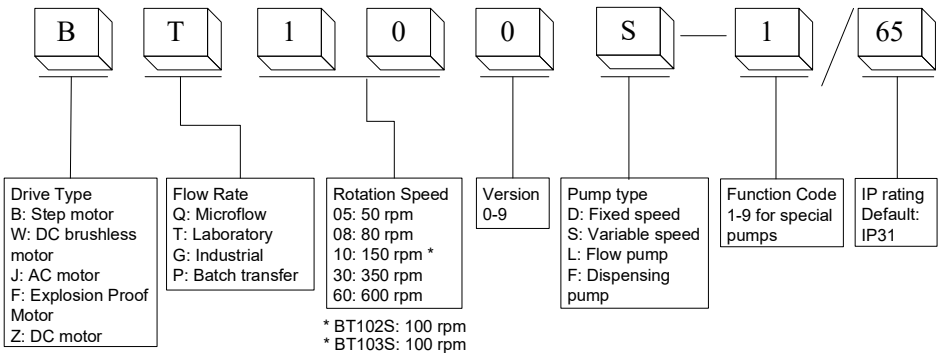 B T 1 0 0 S — 1 / 65
Drive Type
B: Step motor
W: DC brushless
motor
J: AC motor
F: Explosion Proof
Motor
Z: DC motor
Flow Rate
Q: Microflow
T: Laboratory
G: Industrial
P: Batch transfer
Rotation Speed
05: 50 rpm
08: 80 rpm
10: 150 rpm *
30: 350 rpm
60: 600 rpm
* BT102S: 100 rpm
* BT103S: 100 rpm
Version
0-9
Pump type
D: Fixed speed
S: Variable speed
L: Flow pump
F: Dispensing
pump
Function Code
1-9 for special
pumps
IP rating
Default:
IP31